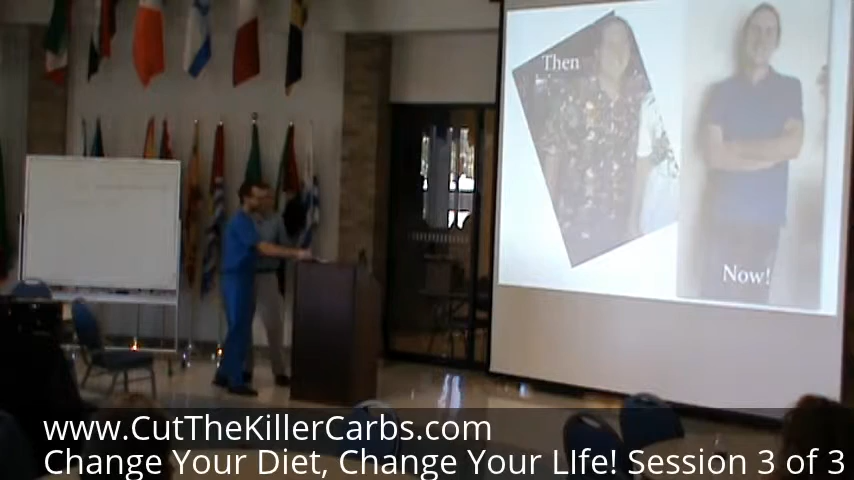 Then
Now!
www.CutTheKillerCarbs.com
Change Your Diet, Change Your LIfe! Session 3 of 3